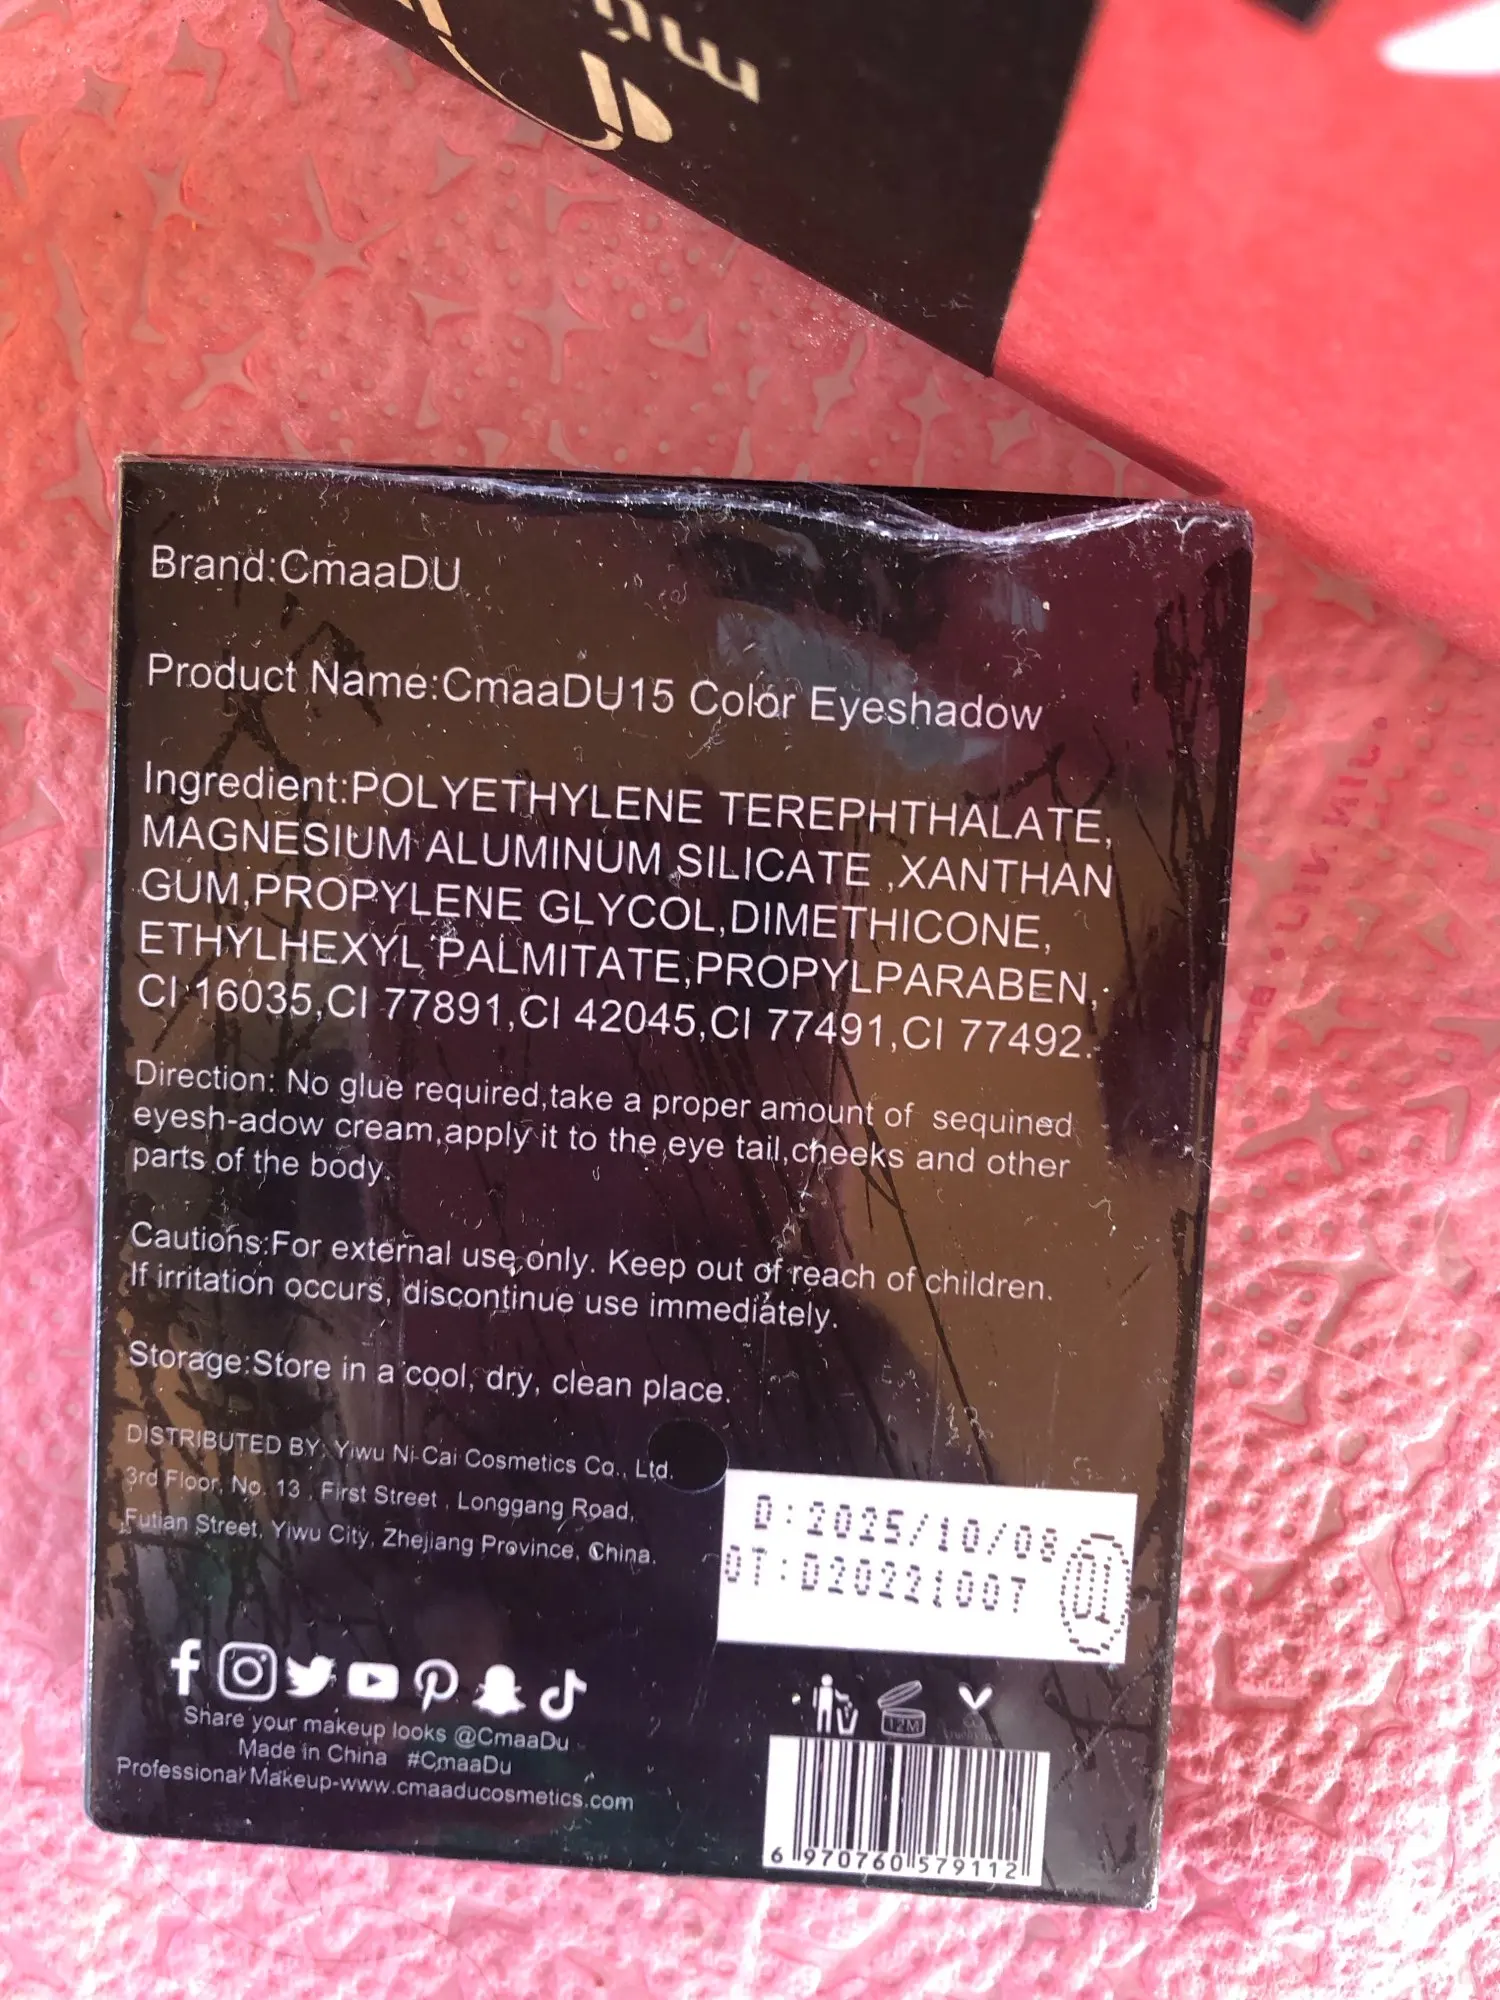 Brand:CmaaDU
Product Name:CmaaDU15 Color Eyeshadow
Ingredient:POLYETHYLENE TEREPHTHALATE,
MAGNESIUM ALUMINUM SILICATE ,XANTHAN
GUM,PROPYLENE GLYCOL,DIMETHICONE,
ETHYLHEXYL PALMITATE,PROPYLPARABEN,
CI 16035,CI 77891,CI 42045,CI 77491,CI 77492.
Direction: No glue required,take a proper amount of sequined
eyesh-adow cream,apply it to the eye tail,cheeks and other
parts of the body.
Cautions:For external use only. Keep out of reach of children.
If irritation occurs, discontinue use immediately.
Storage:Store in a cool, dry, clean place.
DISTRIBUTED BY: Yiwu Ni-Cai Cosmetics Co., Ltd.
3rd Floor, No. 13 , First Street , Longgang Road,
Futian Street, Yiwu City, Zhejiang Province, China.
D:2025/10/08
OT:D20221007
01
Share your makeup looks @CmaaDu
Made in China #CmaaDu
Professional Makeup-www.cmaaducosmetics.com
12M
6 970760 579112